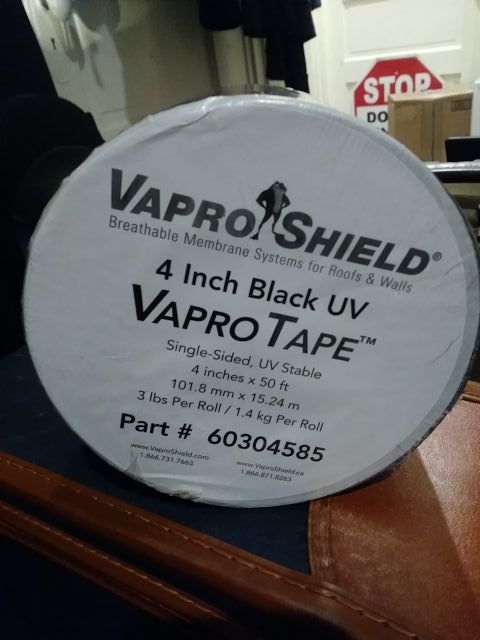 STOP
DO
VAPROSHIELD®
Breathable Membrane Systems for Roofs & Walls
4 Inch Black UV
VAPROTAPE™
Single-Sided, UV Stable
4 inches x 50 ft
101.8 mm x 15.24 m
3 lbs Per Roll / 1.4 kg Per Roll
Part # 60304585
www.VaproShield.com www.VaproShield.ca
1.866.731.7663 1.866.871.8263